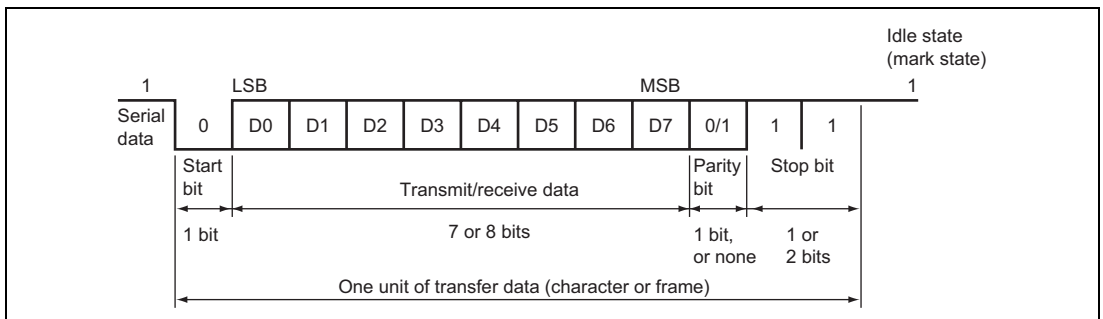 Idle state
(mark state)
1 LSB MSB 1
Serial
data
0 D0 D1 D2 D3 D4 D5 D6 D7 0/1 1 1
Start
bit
Transmit/receive data
Parity
bit
Stop bit
1 bit
7 or 8 bits
1 bit,
or none
1 or
2 bits
One unit of transfer data (character or frame)